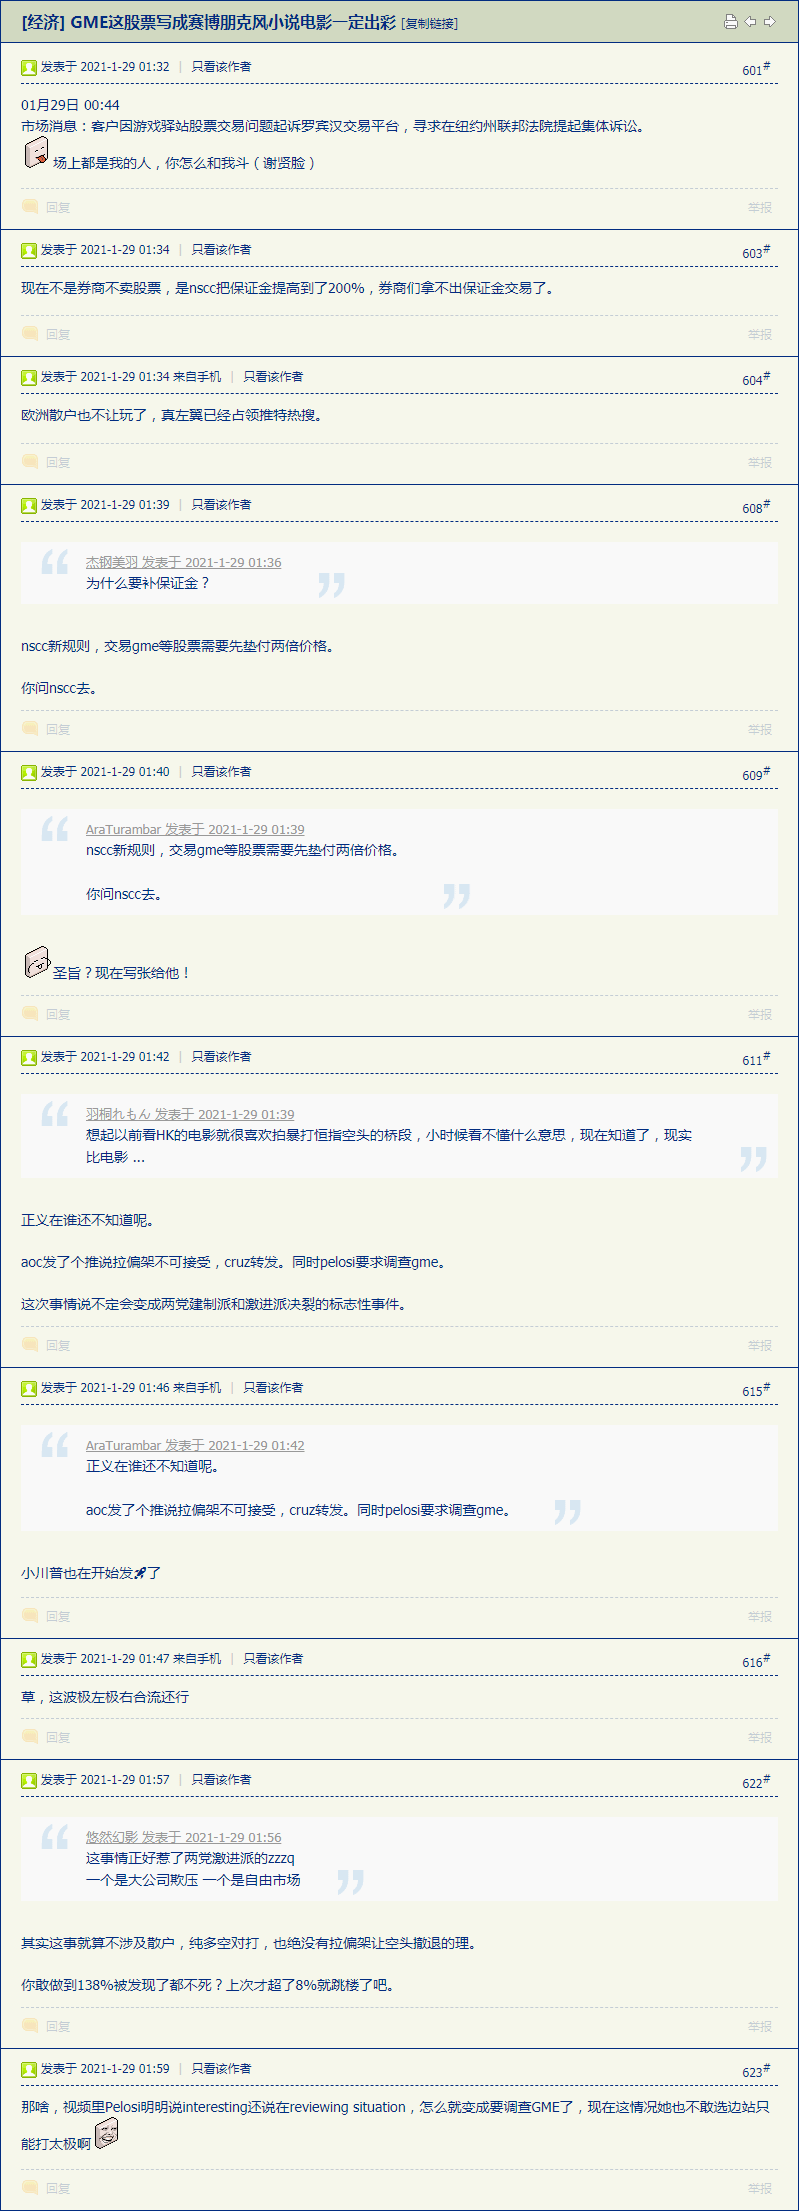 [经济] GME这股票写成赛博朋克风小说电影一定出彩 [复制链接]
发表于 2021-1-29 01:32 | 只看该作者 601#
01月29日 00:44
市场消息：客户因游戏驿站股票交易问题起诉罗宾汉交易平台，寻求在纽约州联邦法院提起集体诉讼。
场上都是我的人，你怎么和我斗（谢贤脸）
回复 举报
发表于 2021-1-29 01:34 | 只看该作者 603#
现在不是券商不卖股票，是nscc把保证金提高到了200%，券商们拿不出保证金交易了。
回复 举报
发表于 2021-1-29 01:34 来自手机 | 只看该作者 604#
欧洲散户也不让玩了，真左翼已经占领推特热搜。
回复 举报
发表于 2021-1-29 01:39 | 只看该作者 608#
杰钢美羽 发表于 2021-1-29 01:36
为什么要补保证金？
nscc新规则，交易gme等股票需要先垫付两倍价格。
你问nscc去。
回复 举报
发表于 2021-1-29 01:40 | 只看该作者 609#
AraTurambar 发表于 2021-1-29 01:39
nscc新规则，交易gme等股票需要先垫付两倍价格。
你问nscc去。
圣旨？现在写张给他！
回复 举报
发表于 2021-1-29 01:42 | 只看该作者 611#
羽桐れもん 发表于 2021-1-29 01:39
想起以前看HK的电影就很喜欢拍暴打恒指空头的桥段，小时候看不懂什么意思，现在知道了，现实
比电影 ...
正义在谁还不知道呢。
aoc发了个推说拉偏架不可接受，cruz转发。同时pelosi要求调查gme。
这次事情说不定会变成两党建制派和激进派决裂的标志性事件。
回复 举报
发表于 2021-1-29 01:46 来自手机 | 只看该作者 615#
AraTurambar 发表于 2021-1-29 01:42
正义在谁还不知道呢。
aoc发了个推说拉偏架不可接受，cruz转发。同时pelosi要求调查gme。
小川普也在开始发🚀了
回复 举报
发表于 2021-1-29 01:47 来自手机 | 只看该作者 616#
草，这波极左极右合流还行
回复 举报
发表于 2021-1-29 01:57 | 只看该作者 622#
悠然幻影 发表于 2021-1-29 01:56
这事情正好惹了两党激进派的zzzq
一个是大公司欺压 一个是自由市场
其实这事就算不涉及散户，纯多空对打，也绝没有拉偏架让空头撤退的理。
你敢做到138%被发现了都不死？上次才超了8%就跳楼了吧。
回复 举报
发表于 2021-1-29 01:59 | 只看该作者 623#
那啥，视频里Pelosi明明说interesting还说在reviewing situation，怎么就变成要调查GME了，现在这情况她也不敢选边站只
能打太极啊
回复 举报